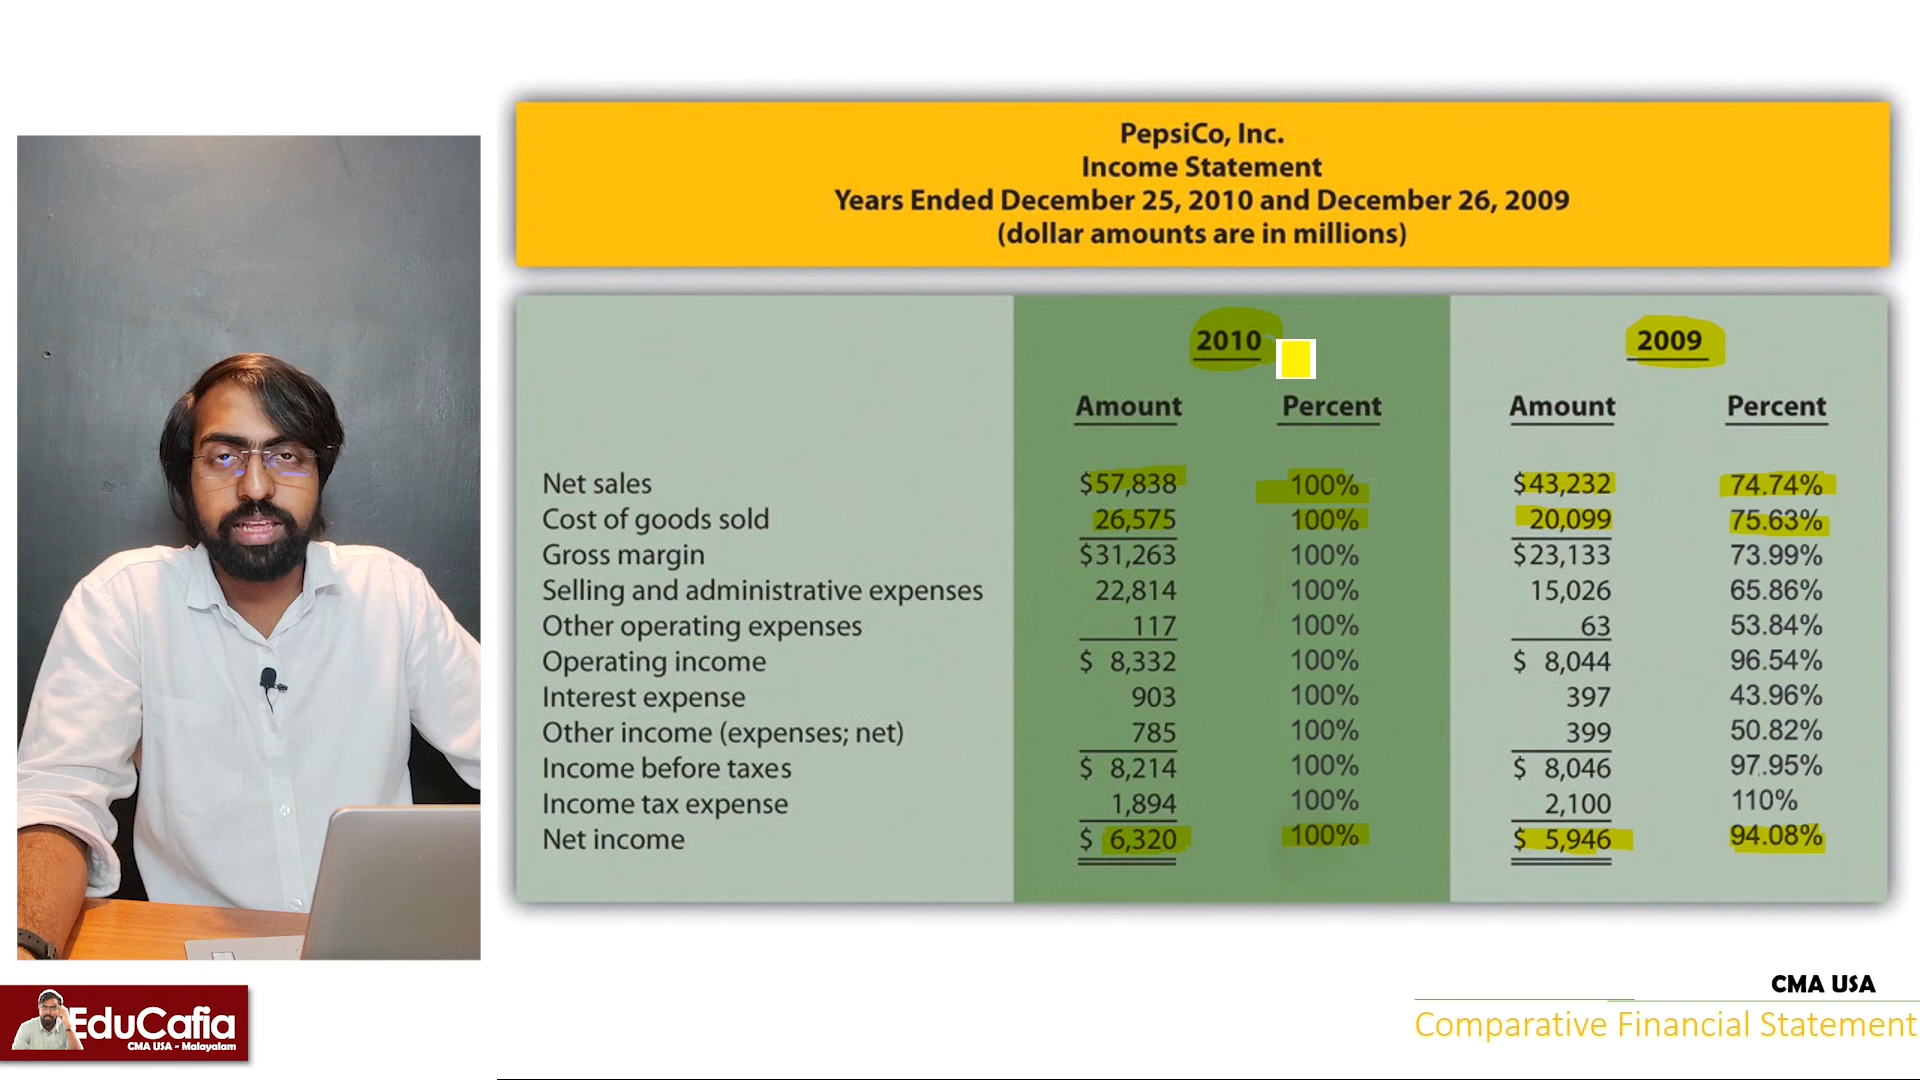 PepsiCo, Inc.
Income Statement
Years Ended December 25, 2010 and December 26, 2009
(dollar amounts are in millions)
2010 2009
Amount Percent Amount Percent
Net sales $57,838 100% $43,232 74.74%
Cost of goods sold 26,575 100% 20,099 75.63%
Gross margin $31,263 100% $23,133 73.99%
Selling and administrative expenses 22,814 100% 15,026 65.86%
Other operating expenses 117 100% 63 53.84%
Operating income $ 8,332 100% $ 8,044 96.54%
Interest expense 903 100% 397 43.96%
Other income (expenses; net) 785 100% 399 50.82%
Income before taxes $ 8,214 100% $ 8,046 97.95%
Income tax expense 1,894 100% 2,100 110%
Net income $ 6,320 100% $ 5,946 94.08%
EduCafia
CMA USA - Malayalam
CMA USA
Comparative Financial Statement